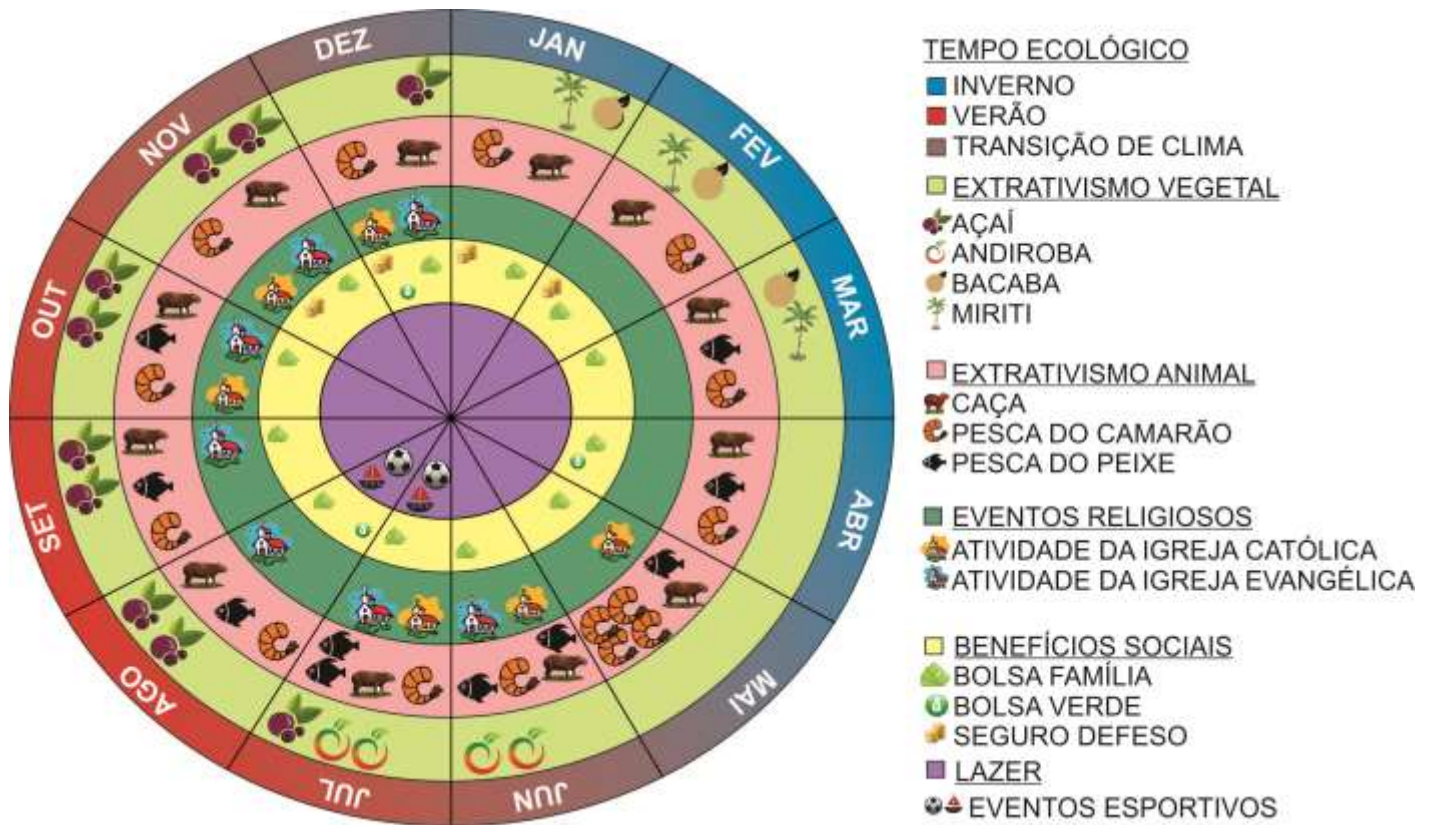 JAN
FEV
MAR
ABR
MAI
JUN
JUL
AGO
SET
OUT
NOV
DEZ
TEMPO ECOLÓGICO
INVERNO
VERÃO
TRANSIÇÃO DE CLIMA
EXTRATIVISMO VEGETAL
AÇAÍ
ANDIROBA
BACABA
MIRITI
EXTRATIVISMO ANIMAL
CAÇA
PESCA DO CAMARÃO
PESCA DO PEIXE
EVENTOS RELIGIOSOS
ATIVIDADE DA IGREJA CATÓLICA
ATIVIDADE DA IGREJA EVANGÉLICA
BENEFÍCIOS SOCIAIS
BOLSA FAMÍLIA
BOLSA VERDE
SEGURO DEFESO
LAZER
EVENTOS ESPORTIVOS